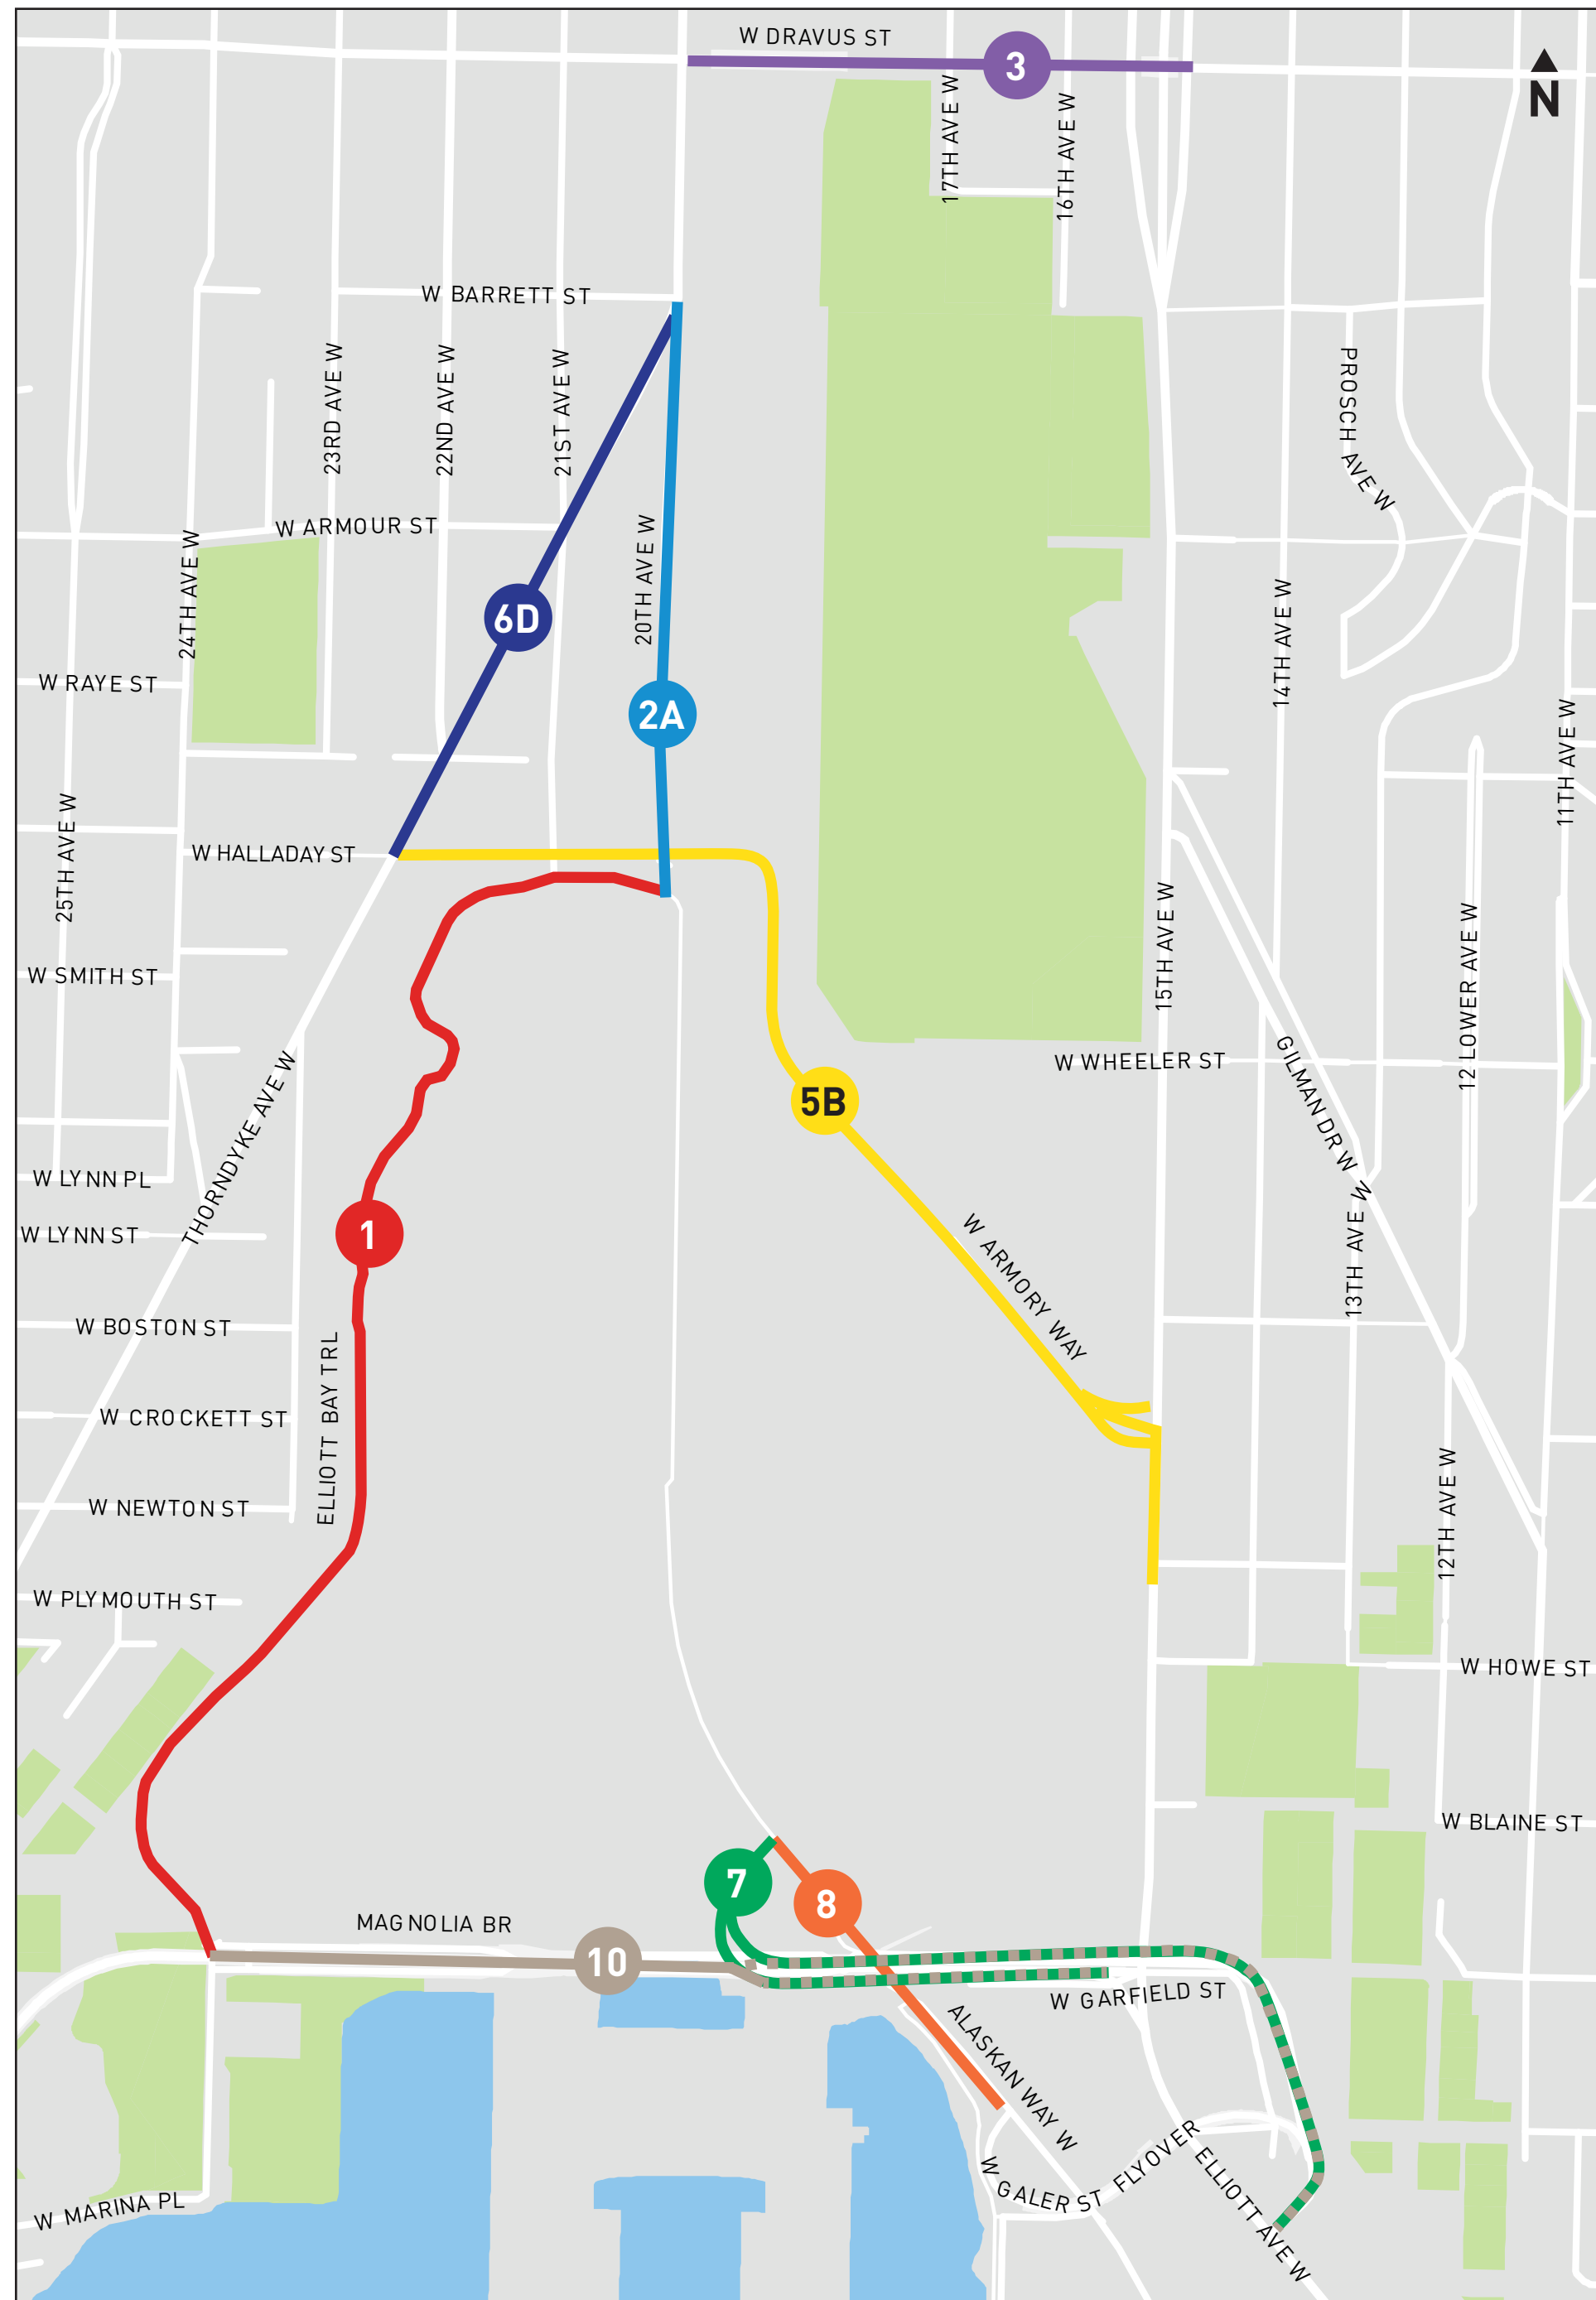 W DRAVUS ST
3
N
17TH AVE W
16TH AVE W
W BARRETT ST
23RD AVE W
22ND AVE W
21ST AVE W
PROSCH AVE W
W ARMOUR ST
24TH AVE W
20TH AVE W
6D
14TH AVE W
W RAYE ST
2A
11TH AVE W
25TH AVE W
W HALLADAY ST
15TH AVE W
12 LOWER AVE W
W SMITH ST
W WHEELER ST
GILMAN DR W
THORNDYKE AVE W
5B
W LYNN PL
13TH AVE W
W LYNN ST
1
W ARMORY WAY
W BOSTON ST
ELLIOTT BAY TRL
W CROCKETT ST
12TH AVE W
W NEWTON ST
W PLYMOUTH ST
W HOWE ST
W BLAINE ST
7
8
MAGNOLIA BR
10
W GARFIELD ST
ALASKAN WAY W
W GALER ST FLYOVER
ELLIOTT AVE W
W MARINA PL